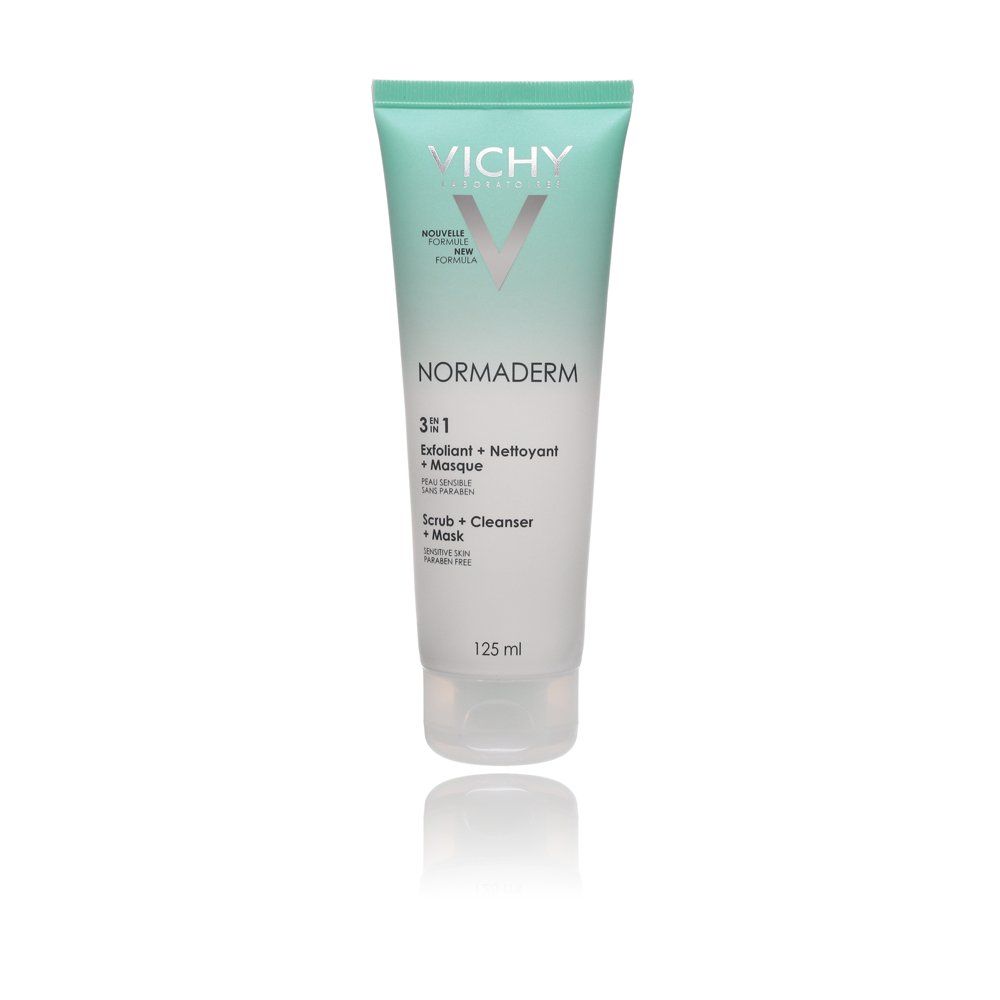 VICHY
LABORATOIRES
V
NOUVELLE
FORMULE
NEW
FORMULA
NORMADERM
3 EN IN 1
Exfoliant + Nettoyant
+ Masque
PEAU SENSIBLE
SANS PARABEN
Scrub + Cleanser
+ Mask
SENSITIVE SKIN
PARABEN FREE
125 ml